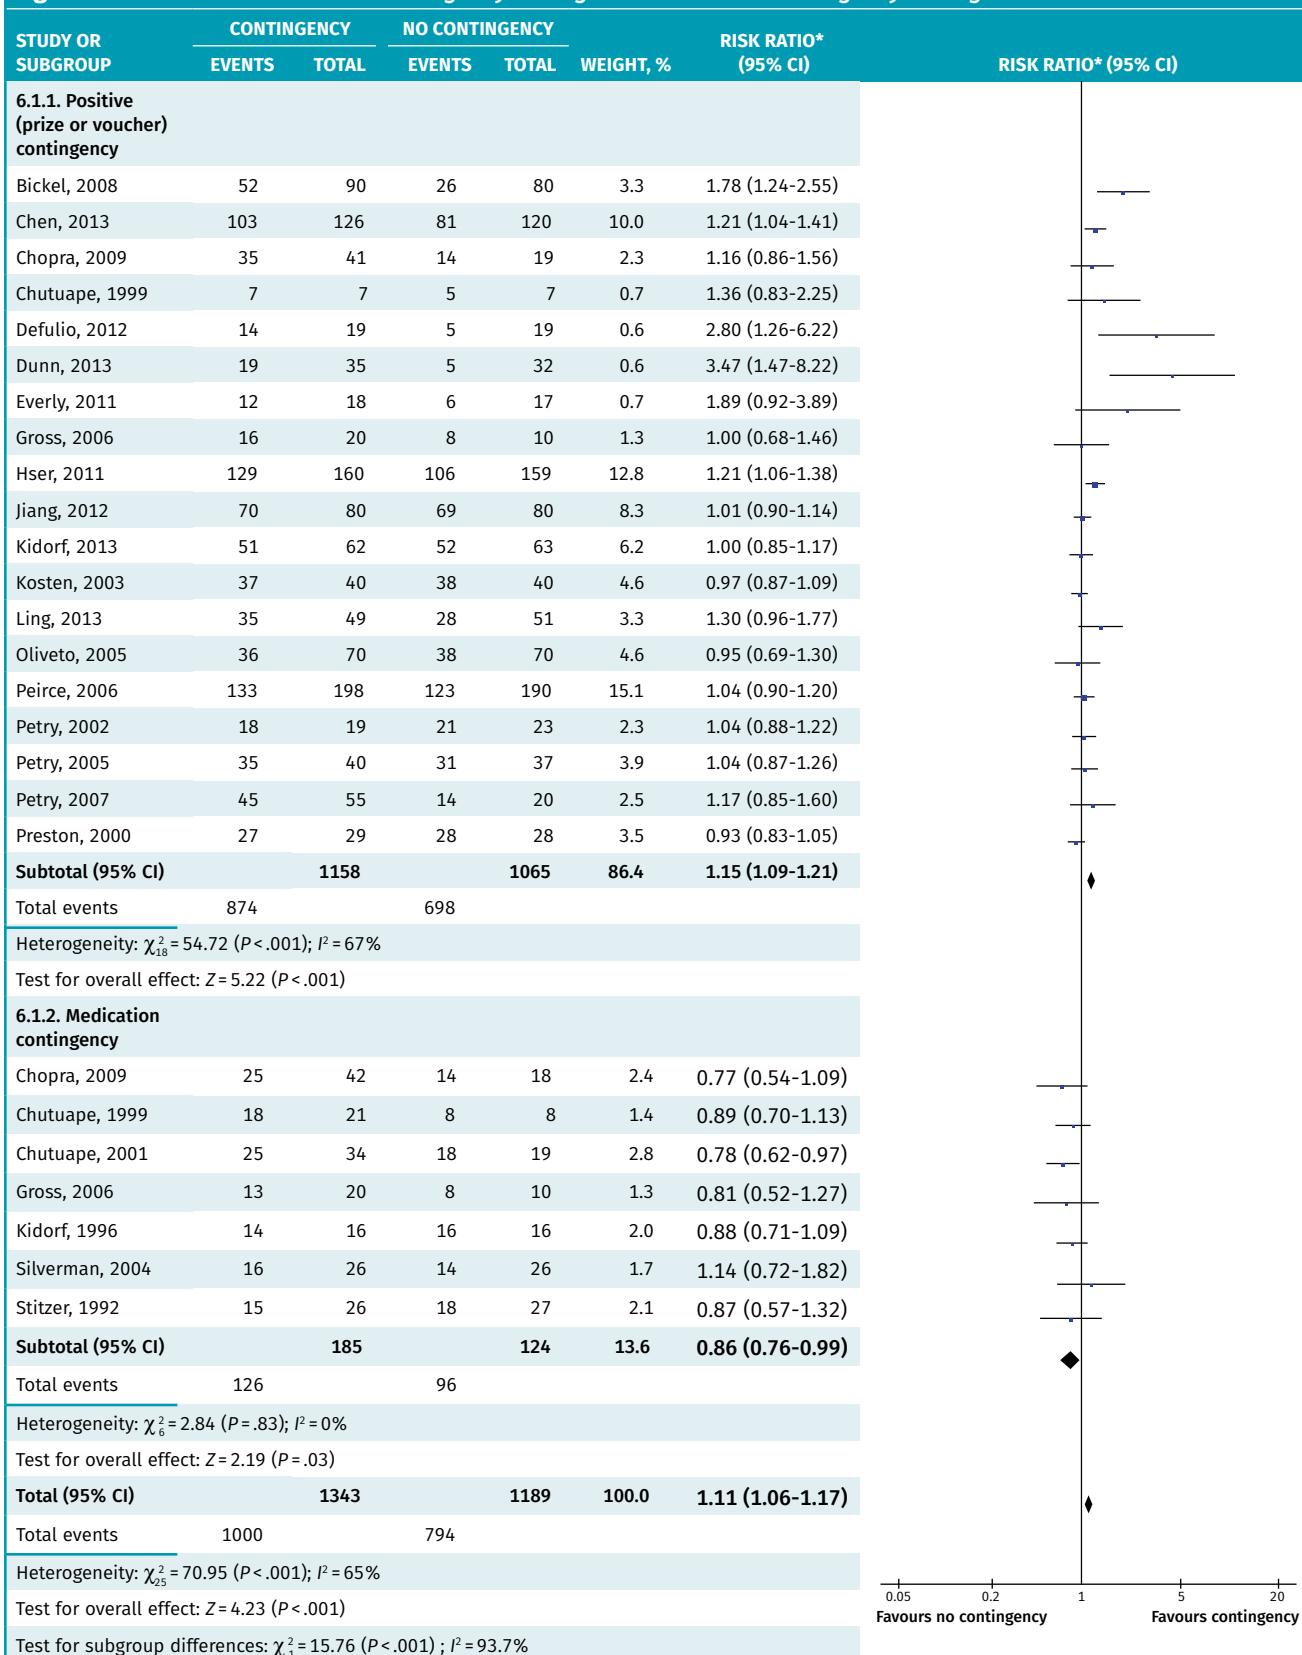 STUDY OR SUBGROUP CONTINGENCY NO CONTINGENCY WEIGHT, % RISK RATIO* (95% CI) RISK RATIO* (95% CI)
EVENTS TOTAL EVENTS TOTAL
6.1.1. Positive
(prize or voucher)
contingency
Bickel, 2008 52 90 26 80 3.3 1.78 (1.24-2.55)
Chen, 2013 103 126 81 120 10.0 1.21 (1.04-1.41)
Chopra, 2009 35 41 14 19 2.3 1.16 (0.86-1.56)
Chutuape, 1999 7 7 5 7 0.7 1.36 (0.83-2.25)
Defulio, 2012 14 19 5 19 0.6 2.80 (1.26-6.22)
Dunn, 2013 19 35 5 32 0.6 3.47 (1.47-8.22)
Everly, 2011 12 18 6 17 0.7 1.89 (0.92-3.89)
Gross, 2006 16 20 8 10 1.3 1.00 (0.68-1.46)
Hser, 2011 129 160 106 159 12.8 1.21 (1.06-1.38)
Jiang, 2012 70 80 69 80 8.3 1.01 (0.90-1.14)
Kidorf, 2013 51 62 52 63 6.2 1.00 (0.85-1.17)
Kosten, 2003 37 40 38 40 4.6 0.97 (0.87-1.09)
Ling, 2013 35 49 28 51 3.3 1.30 (0.96-1.77)
Oliveto, 2005 36 70 38 70 4.6 0.95 (0.69-1.30)
Peirce, 2006 133 198 123 190 15.1 1.04 (0.90-1.20)
Petry, 2002 18 19 21 23 2.3 1.04 (0.88-1.22)
Petry, 2005 35 40 31 37 3.9 1.04 (0.87-1.26)
Petry, 2007 45 55 14 20 2.5 1.17 (0.85-1.60)
Preston, 2000 27 29 28 28 3.5 0.93 (0.83-1.05)
Subtotal (95% CI) 1158 1065 86.4 1.15 (1.09-1.21)
Total events 874 698
Heterogeneity: χ²₁₈ = 54.72 (P < .001); I² = 67%
Test for overall effect: Z = 5.22 (P < .001)
6.1.2. Medication
contingency
Chopra, 2009 25 42 14 18 2.4 0.77 (0.54-1.09)
Chutuape, 1999 18 21 8 8 1.4 0.89 (0.70-1.13)
Chutuape, 2001 25 34 18 19 2.8 0.78 (0.62-0.97)
Gross, 2006 13 20 8 10 1.3 0.81 (0.52-1.27)
Kidorf, 1996 14 16 16 16 2.0 0.88 (0.71-1.09)
Silverman, 2004 16 26 14 26 1.7 1.14 (0.72-1.82)
Stitzer, 1992 15 26 18 27 2.1 0.87 (0.57-1.32)
Subtotal (95% CI) 185 124 13.6 0.86 (0.76-0.99)
Total events 126 96
Heterogeneity: χ²₆ = 2.84 (P = .83); I² = 0%
Test for overall effect: Z = 2.19 (P = .03)
Total (95% CI) 1343 1189 100.0 1.11 (1.06-1.17)
Total events 1000 794
Heterogeneity: χ²₂₅ = 70.95 (P < .001); I² = 65%
Test for overall effect: Z = 4.23 (P < .001)
Test for subgroup differences: χ²₁ = 15.76 (P < .001) ; I² = 93.7%
0.05 0.2 1 5 20
Favours no contingency Favours contingency